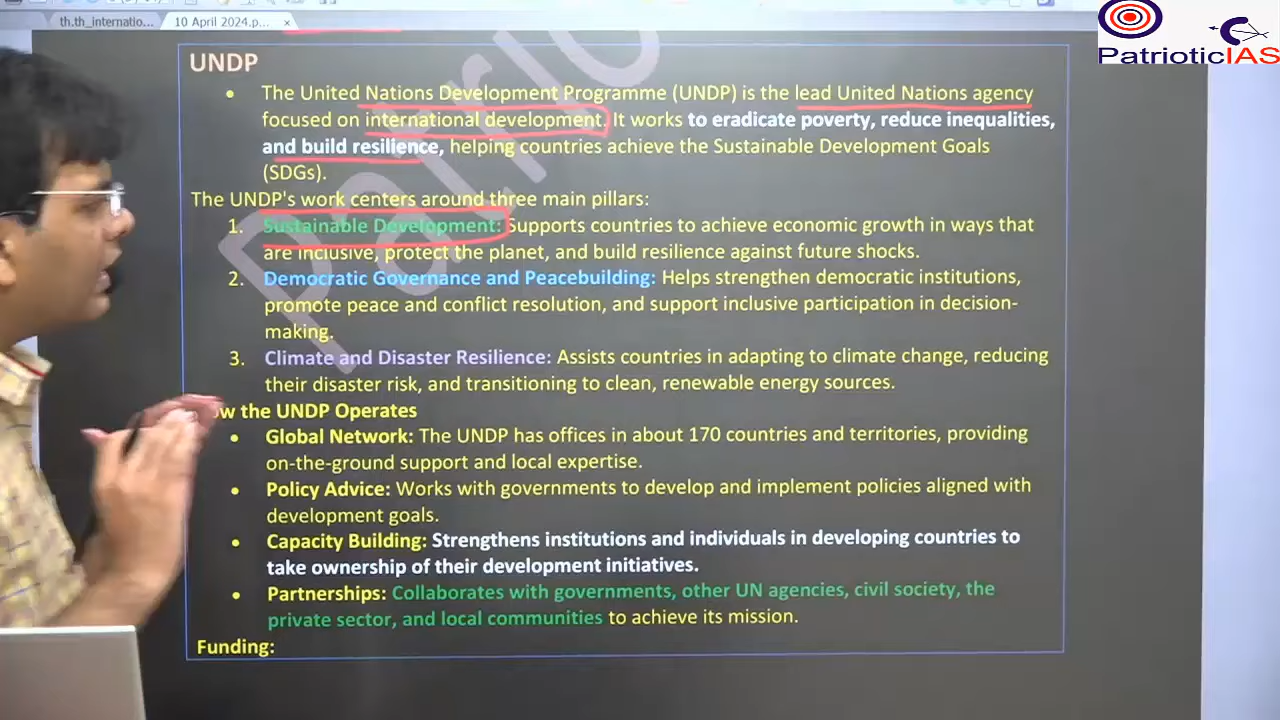 th.th_internatio...
10 April 2024.p...
×
PatrioticIAS
UNDP
• The United Nations Development Programme (UNDP) is the lead United Nations agency
focused on international development. It works to eradicate poverty, reduce inequalities,
and build resilience, helping countries achieve the Sustainable Development Goals
(SDGs).
The UNDP's work centers around three main pillars:
1. Sustainable Development: Supports countries to achieve economic growth in ways that
are inclusive, protect the planet, and build resilience against future shocks.
2. Democratic Governance and Peacebuilding: Helps strengthen democratic institutions,
promote peace and conflict resolution, and support inclusive participation in decision-
making.
3. Climate and Disaster Resilience: Assists countries in adapting to climate change, reducing
their disaster risk, and transitioning to clean, renewable energy sources.
ow the UNDP Operates
• Global Network: The UNDP has offices in about 170 countries and territories, providing
on-the-ground support and local expertise.
• Policy Advice: Works with governments to develop and implement policies aligned with
development goals.
• Capacity Building: Strengthens institutions and individuals in developing countries to
take ownership of their development initiatives.
• Partnerships: Collaborates with governments, other UN agencies, civil society, the
private sector, and local communities to achieve its mission.
Funding:
Patrio